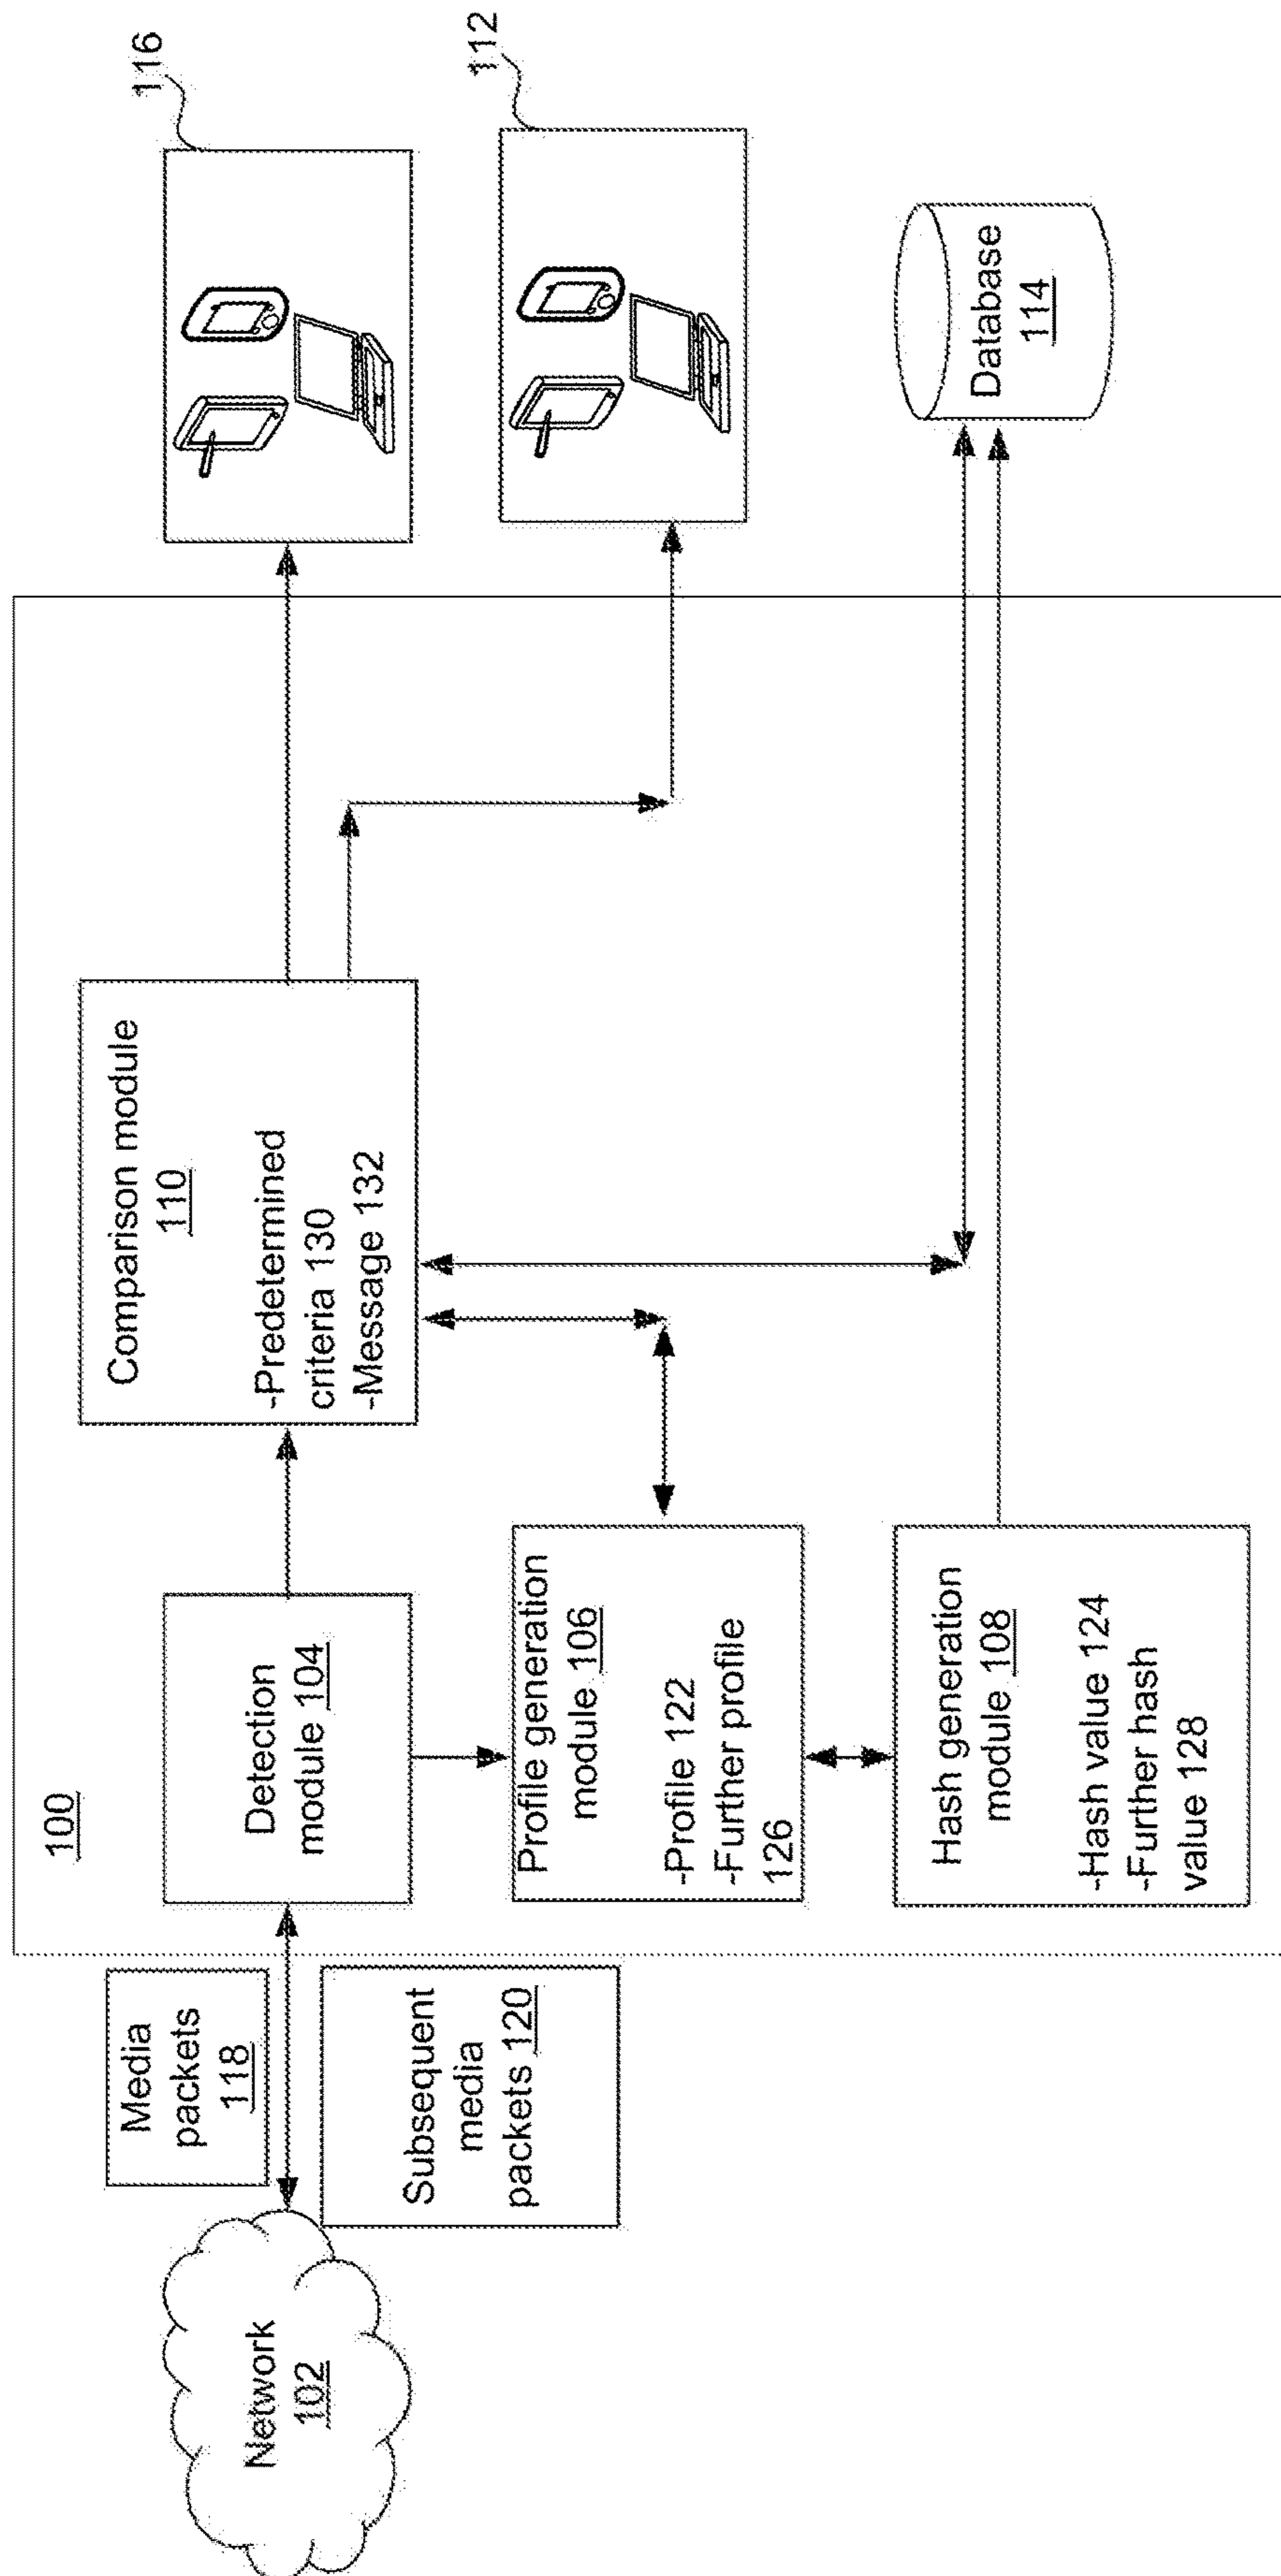 100
Network
102
Media
packets
118
Subsequent
media
packets 120
Detection
module 104
Profile generation
module 106
-Profile 122
-Further profile
126
Hash generation
module 108
-Hash value 124
-Further hash
value 128
Comparison module
110
-Predetermined
criteria 130
-Message 132
116
112
Database
114